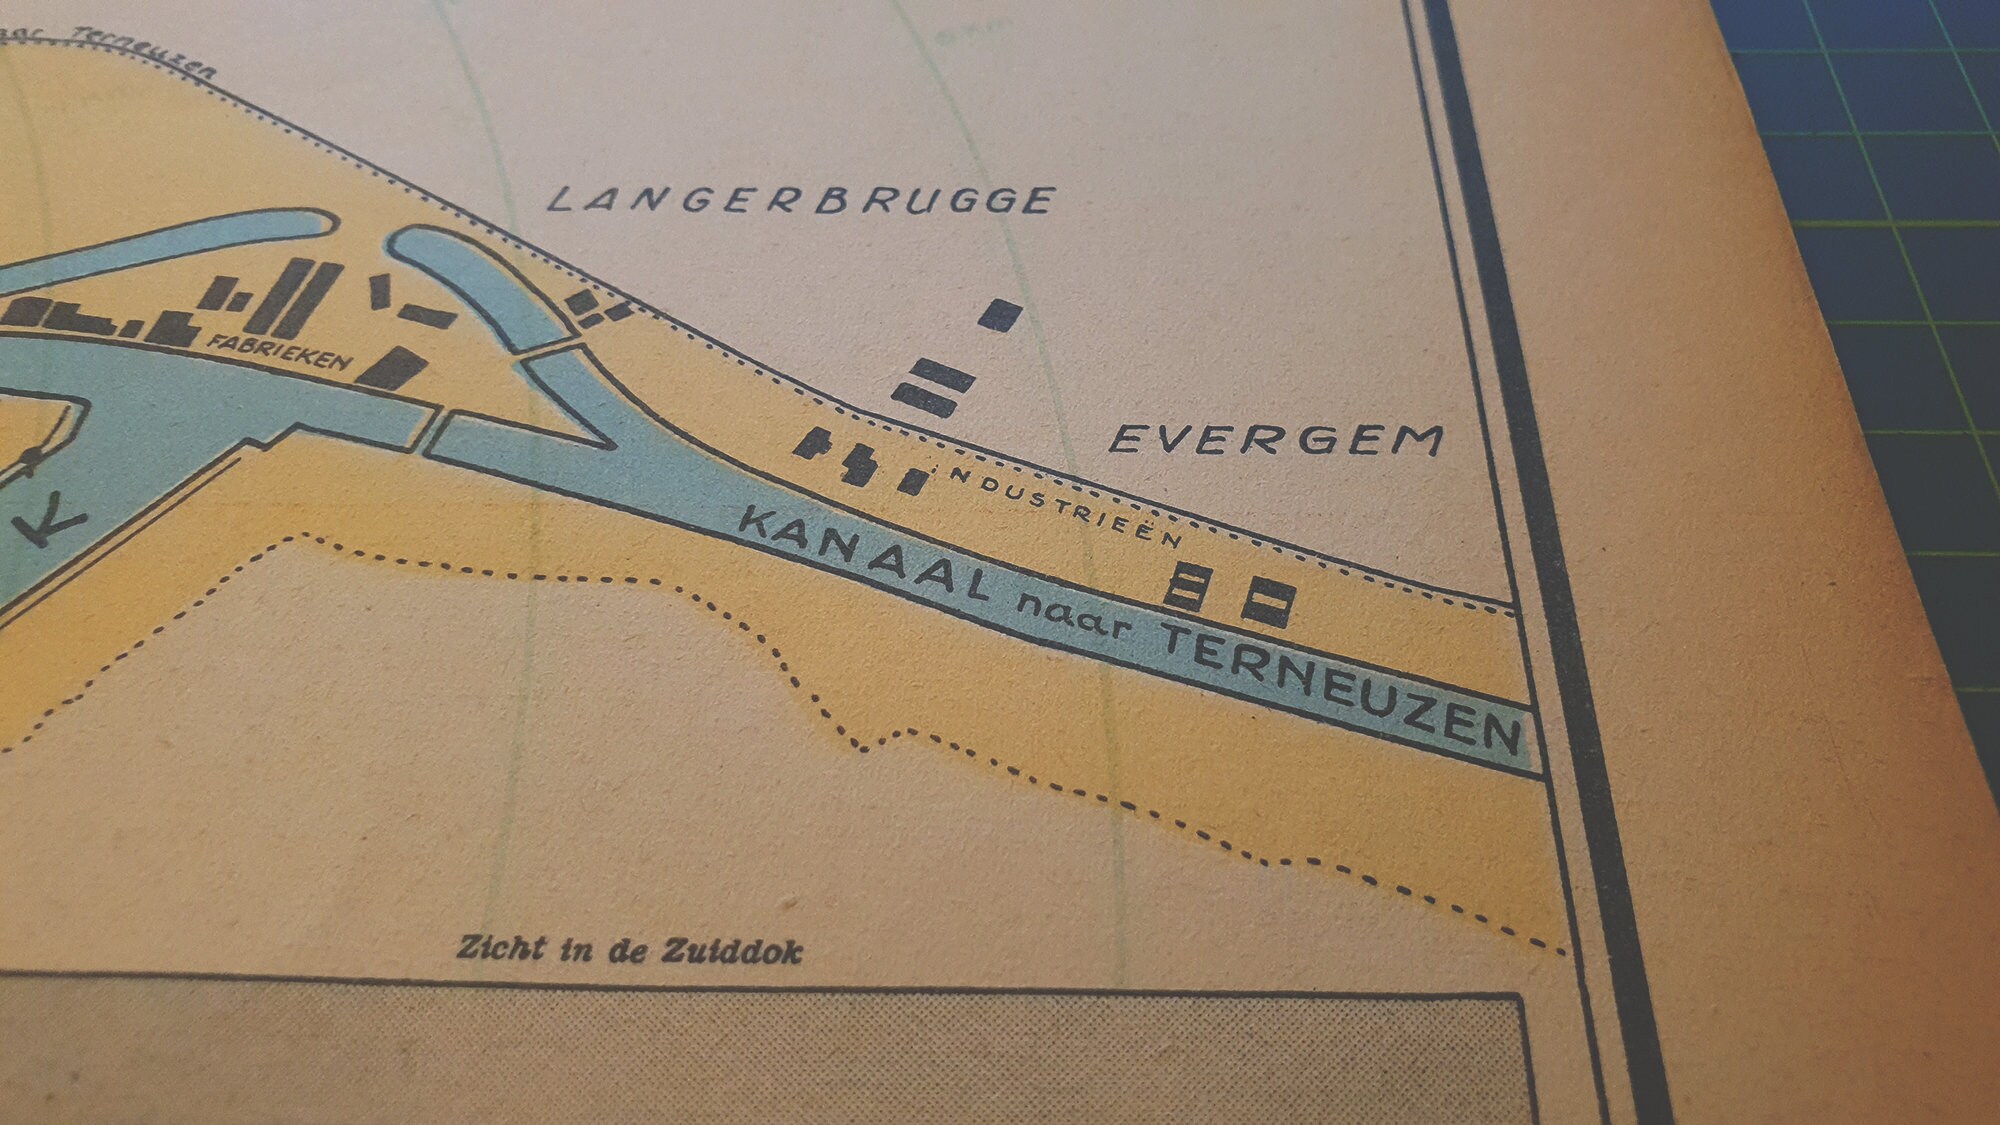 naar Terneuzen
LANGERBRUGGE
FABRIEKEN
EVERGEM
iNDUSTRIEËN
KANAAL naar TERNEUZEN
Zicht in de Zuiddok